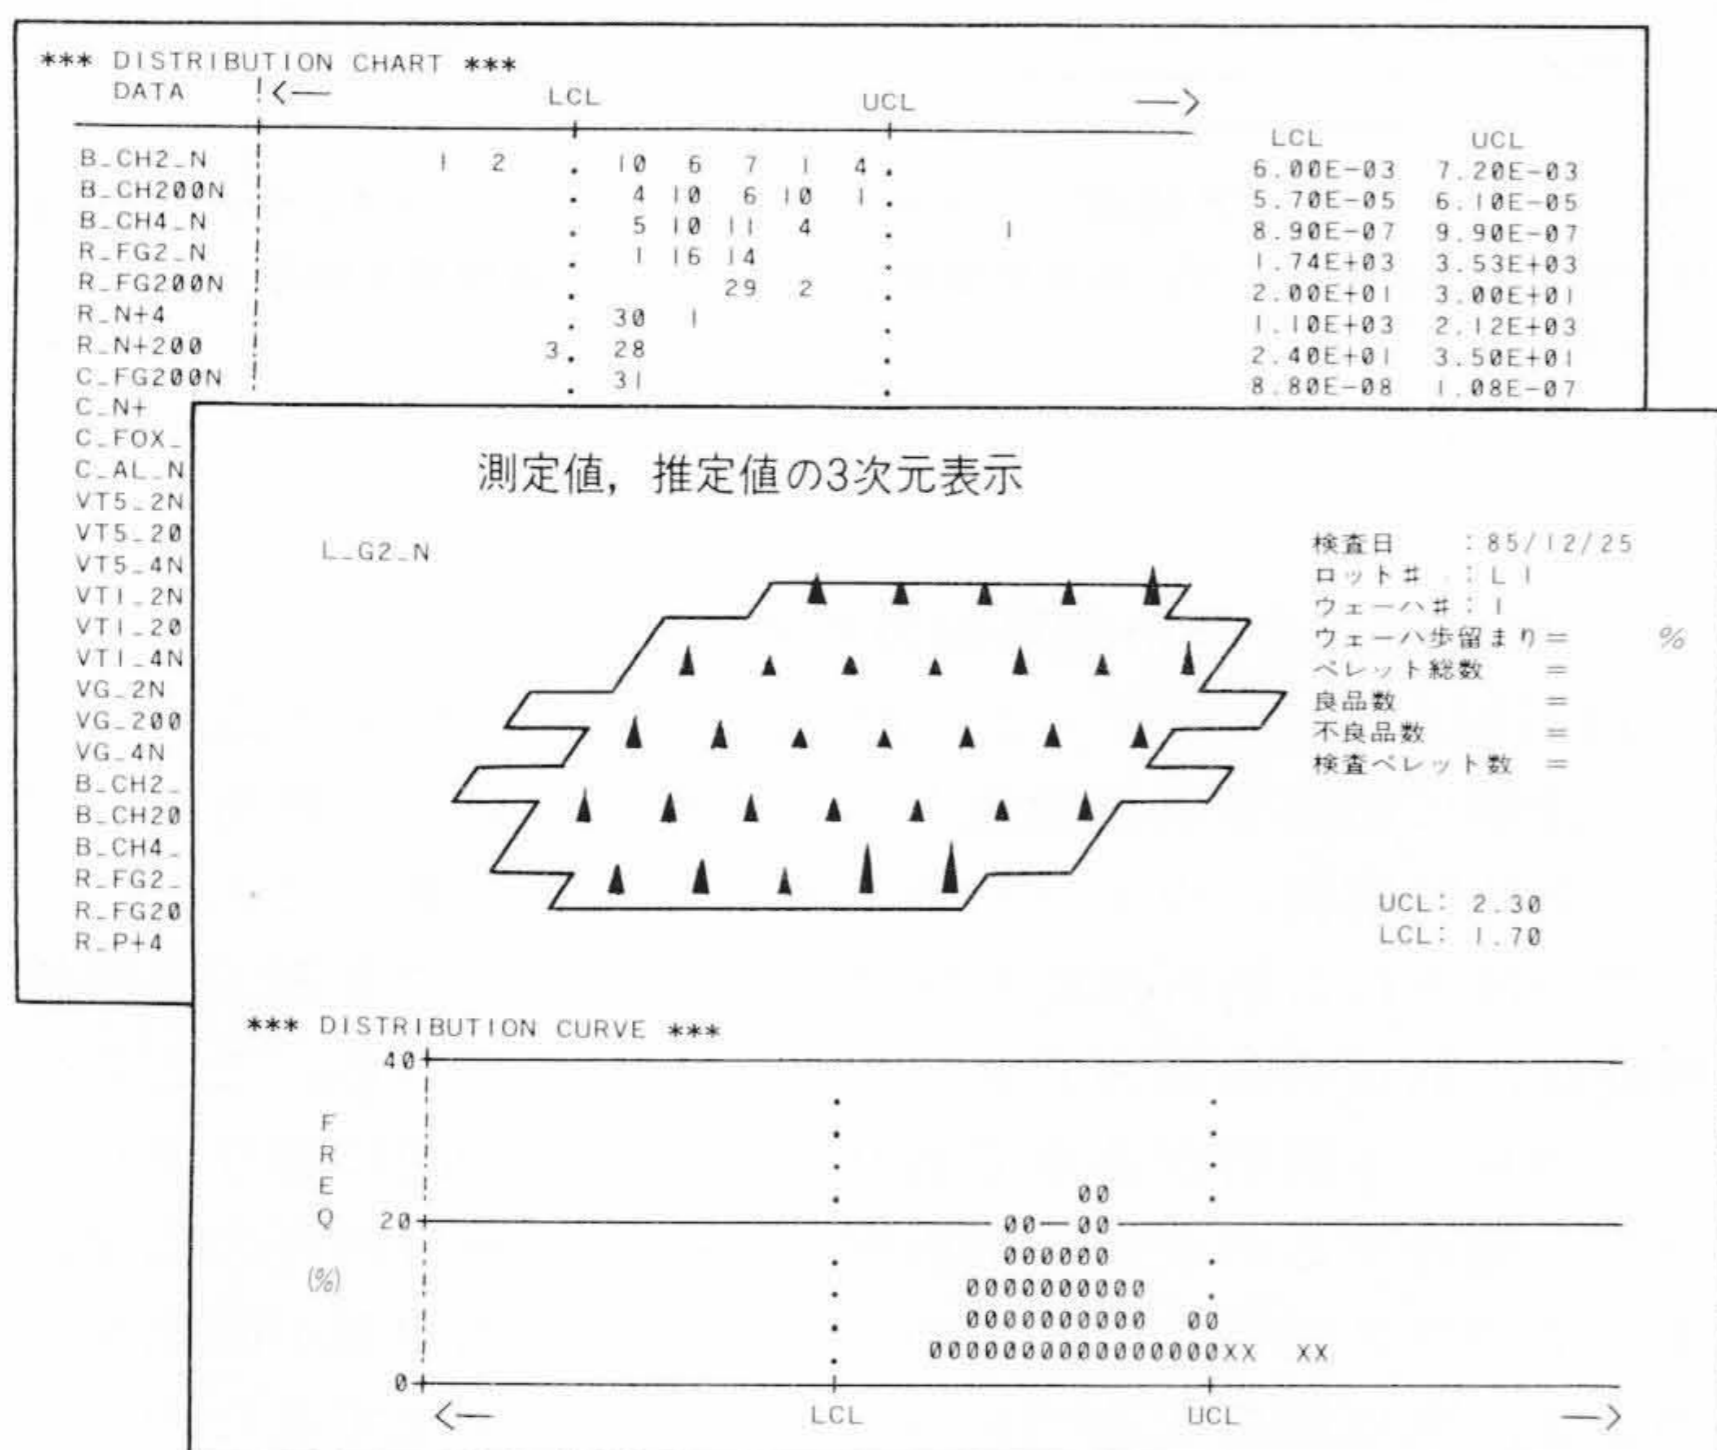 *** DISTRIBUTION CHART ***
DATA <— LCL UCL —>
LCL UCL
B_CH2_N 1 2 . 10 6 7 1 4 . 6.00E-03 7.20E-03
B_CH200N . 4 10 6 10 1 . 5.70E-05 6.10E-05
B_CH4_N . 5 10 11 4 . 1 8.90E-07 9.90E-07
R_FG2_N . 1 16 14 . 1.74E+03 3.53E+03
R_FG200N . 29 2 . 2.00E+01 3.00E+01
R_N+4 . 30 1 . 1.10E+03 2.12E+03
R_N+200 3 . 28 . 2.40E+01 3.50E+01
C_FG200N . 31 . 8.80E-08 1.08E-07
C_N+
C_FOX_
C_AL_N
VT5_2N
VT5_20
VT5_4N
VT1_2N
VT1_20
VT1_4N
VG_2N
VG_200
VG_4N
B_CH2_
B_CH20
B_CH4_
R_FG2_
R_FG20
R_P+4
測定値, 推定値の3次元表示
L_G2_N
検査日 :85/12/25
ロット# :L1
ウェーハ#:1
ウェーハ歩留まり= %
ペレット総数 =
良品数 =
不良品数 =
検査ペレット数 =
UCL: 2.30
LCL: 1.70
*** DISTRIBUTION CURVE ***
40
FREQ
20
(%)
00
00 00
000000
0000000000
0000000000 00
0000000000000000XX XX
0
<— LCL UCL —>